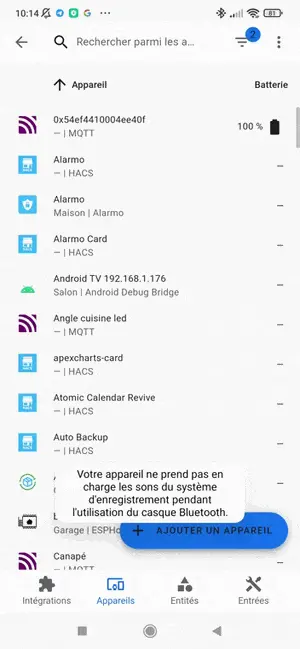 10:14
81
Rechercher parmi les a...
2
Appareil
Batterie
0x54ef4410004ee40f
— | MQTT
100 %
Alarmo
— | HACS
–
Alarmo
Maison | Alarmo
–
Alarmo Card
— | HACS
–
Android TV 192.168.1.176
Salon | Android Debug Bridge
–
Angle cuisine led
— | MQTT
–
apexcharts-card
— | HACS
–
Atomic Calendar Revive
— | HACS
–
Auto Backup
— | HACS
–
Votre appareil ne prend pas en
charge les sons du système
d'enregistrement pendant
l'utilisation du casque Bluetooth.
Garage | ESPHo
AJOUTER UN APPAREIL
Canapé
— | MQTT
–
Intégrations
Appareils
Entités
Entrées